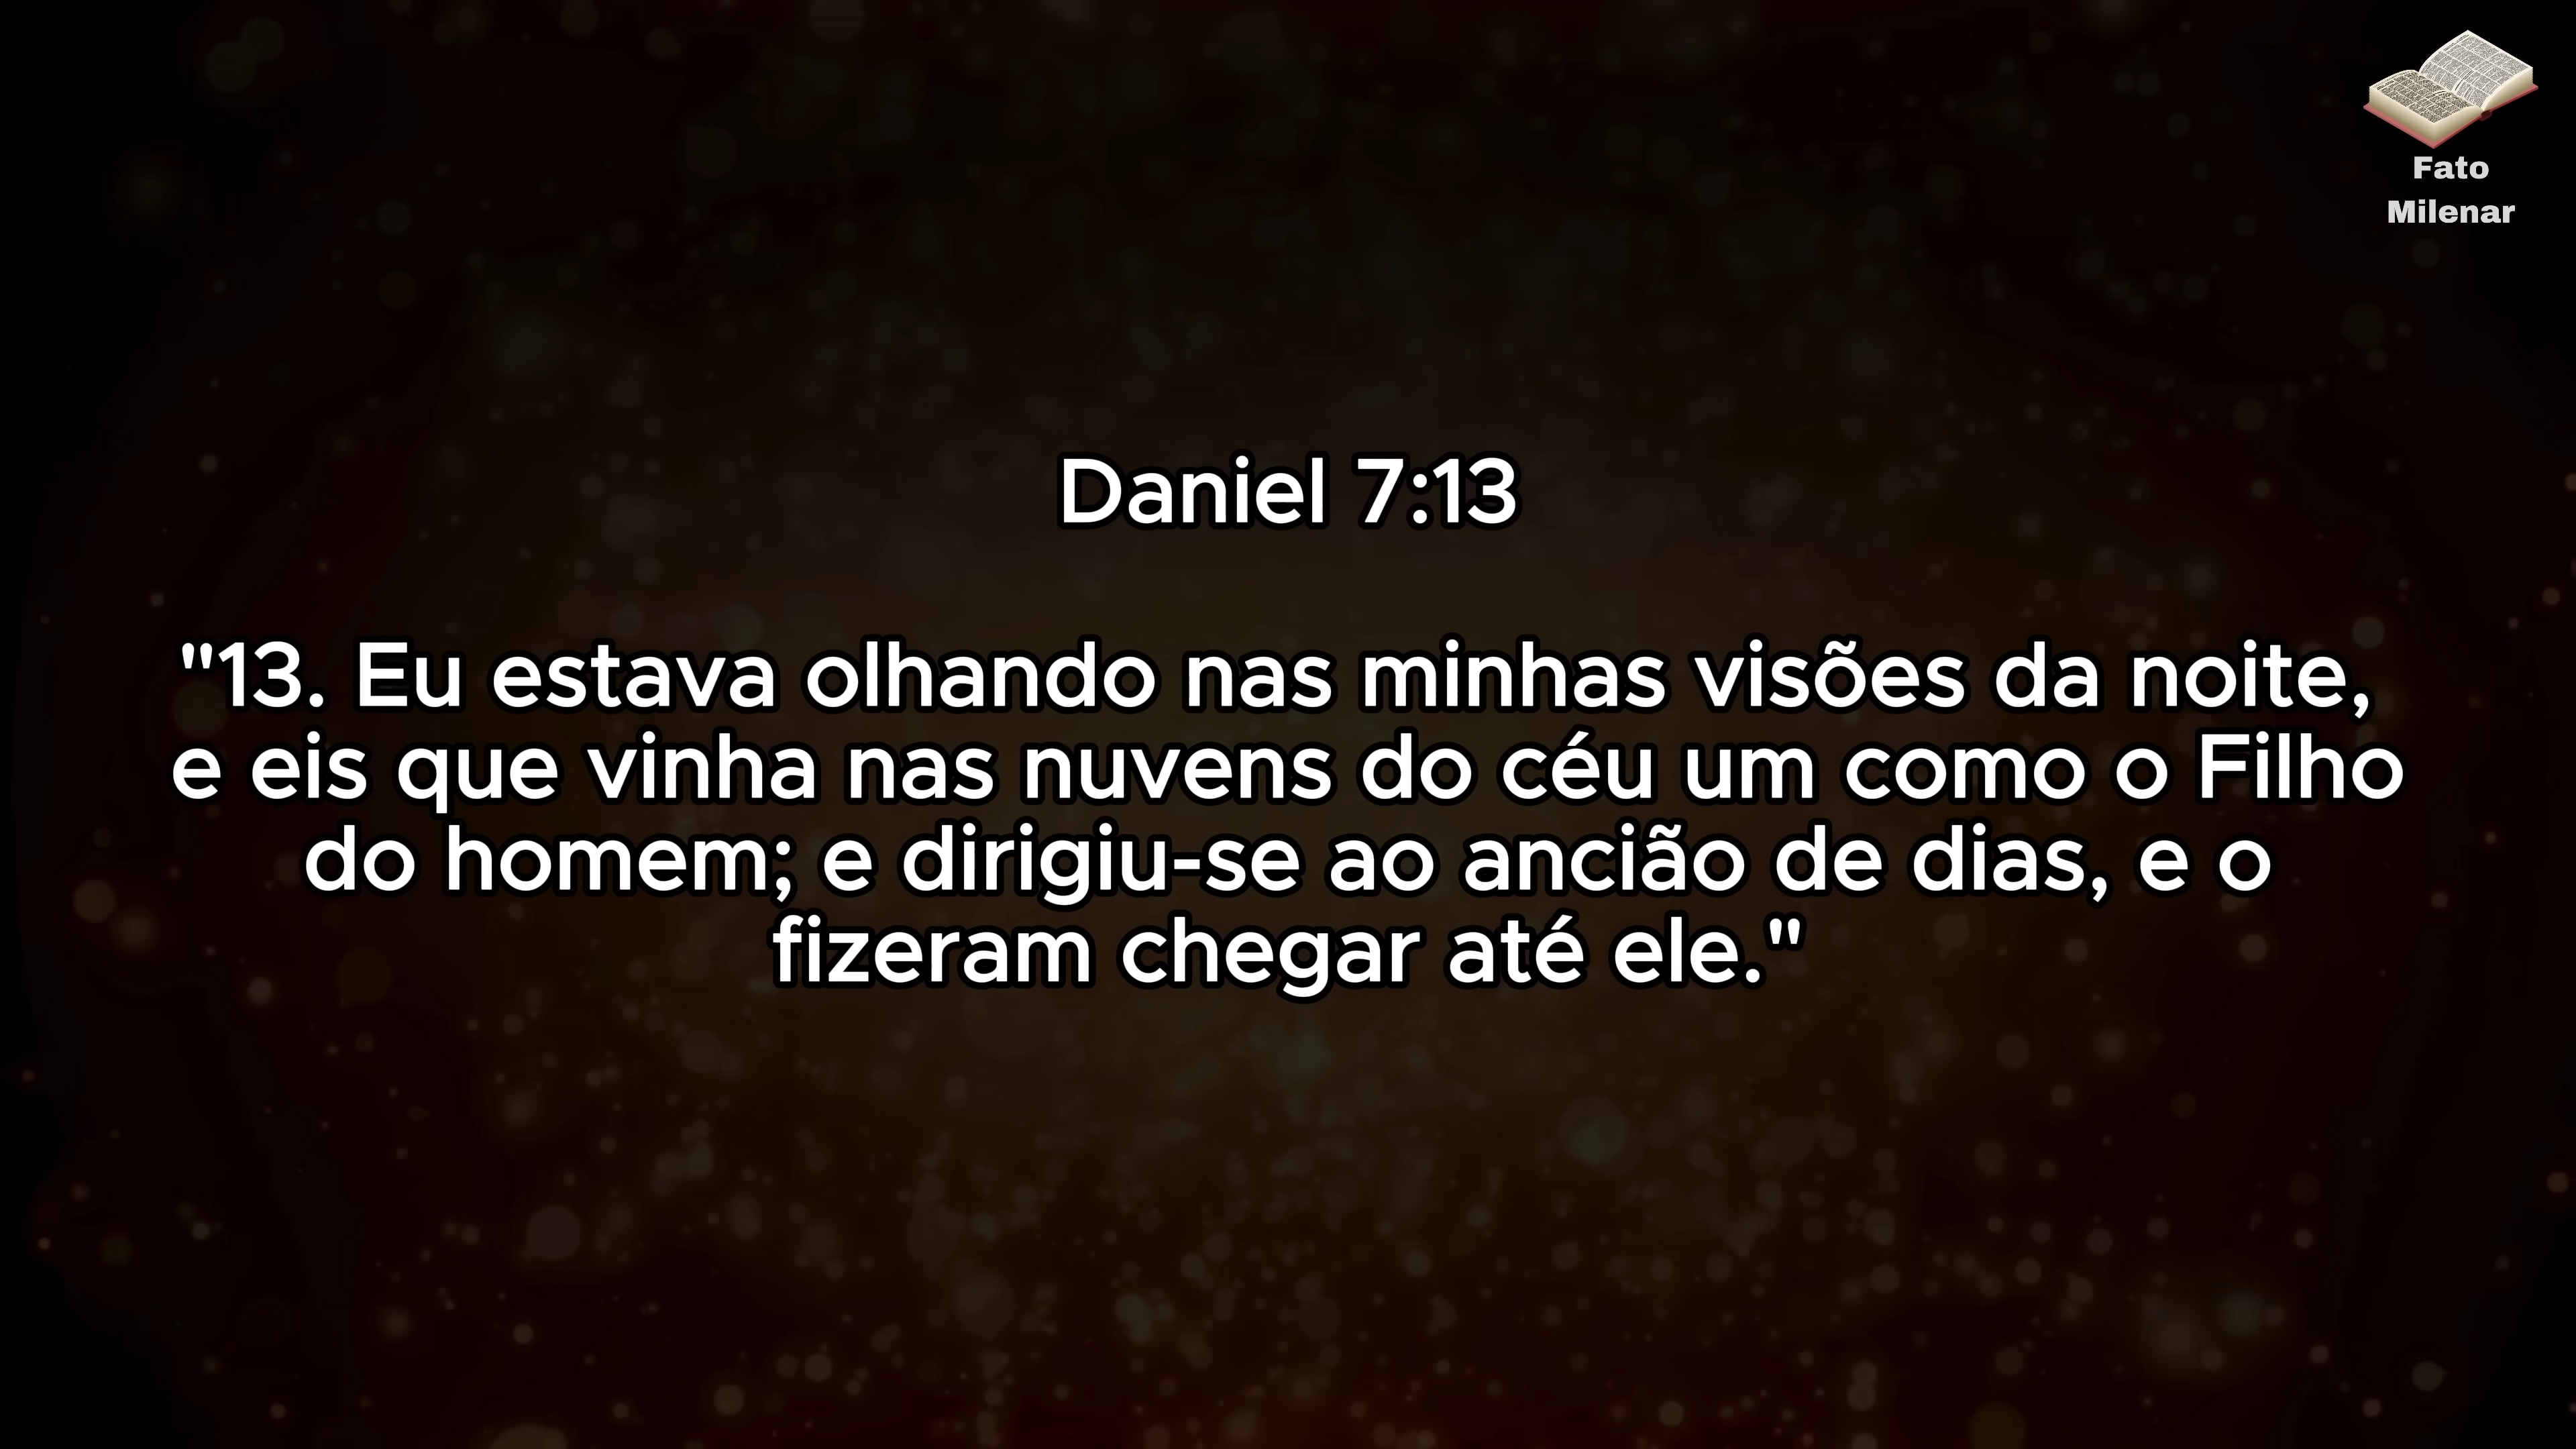 Fato
Milenar
Daniel 7:13
"13. Eu estava olhando nas minhas visões da noite,
e eis que vinha nas nuvens do céu um como o Filho
do homem; e dirigiu-se ao ancião de dias, e o
fizeram chegar até ele."